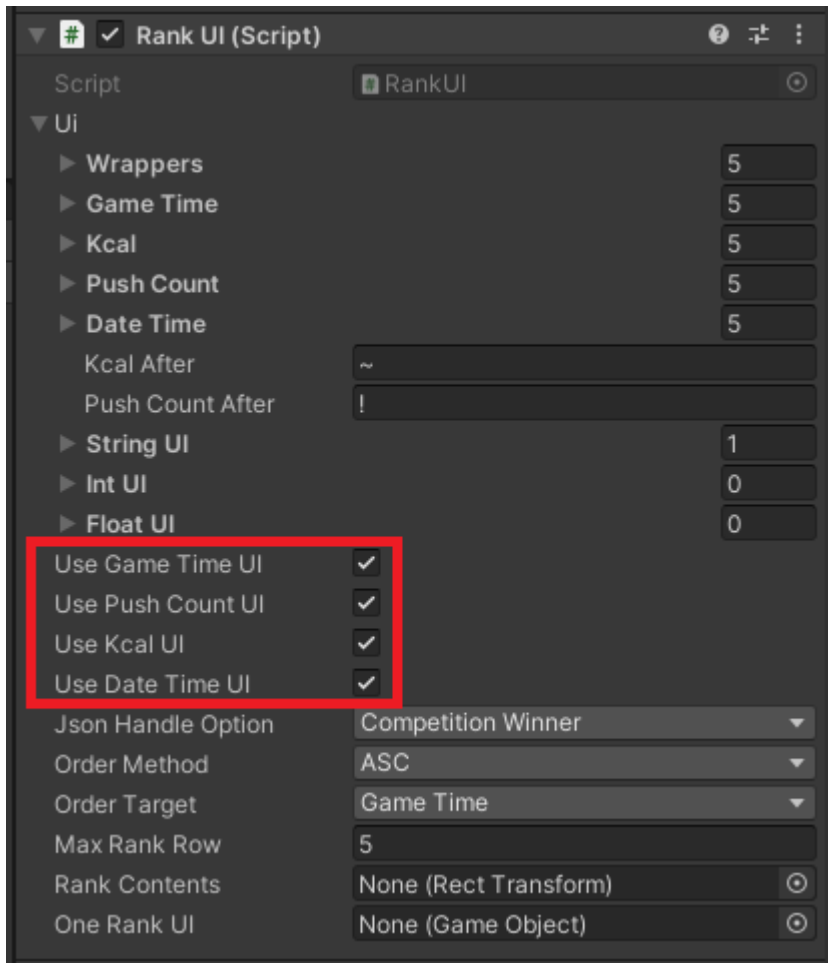 Rank UI (Script)
Script RankUI
Ui
Wrappers 5
Game Time 5
Kcal 5
Push Count 5
Date Time 5
Kcal After ~
Push Count After !
String UI 1
Int UI 0
Float UI 0
Use Game Time UI
Use Push Count UI
Use Kcal UI
Use Date Time UI
Json Handle Option Competition Winner
Order Method ASC
Order Target Game Time
Max Rank Row 5
Rank Contents None (Rect Transform)
One Rank UI None (Game Object)